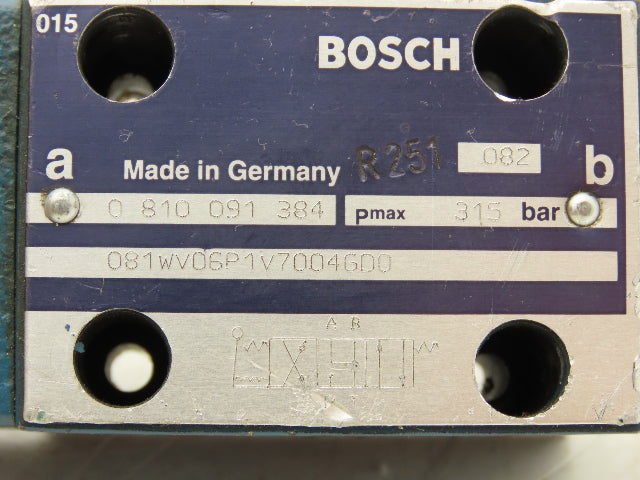 015
BOSCH
a Made in Germany R251 082 b
0 810 091 384 pmax 315 bar
081WV06P1V7004GD0
A B